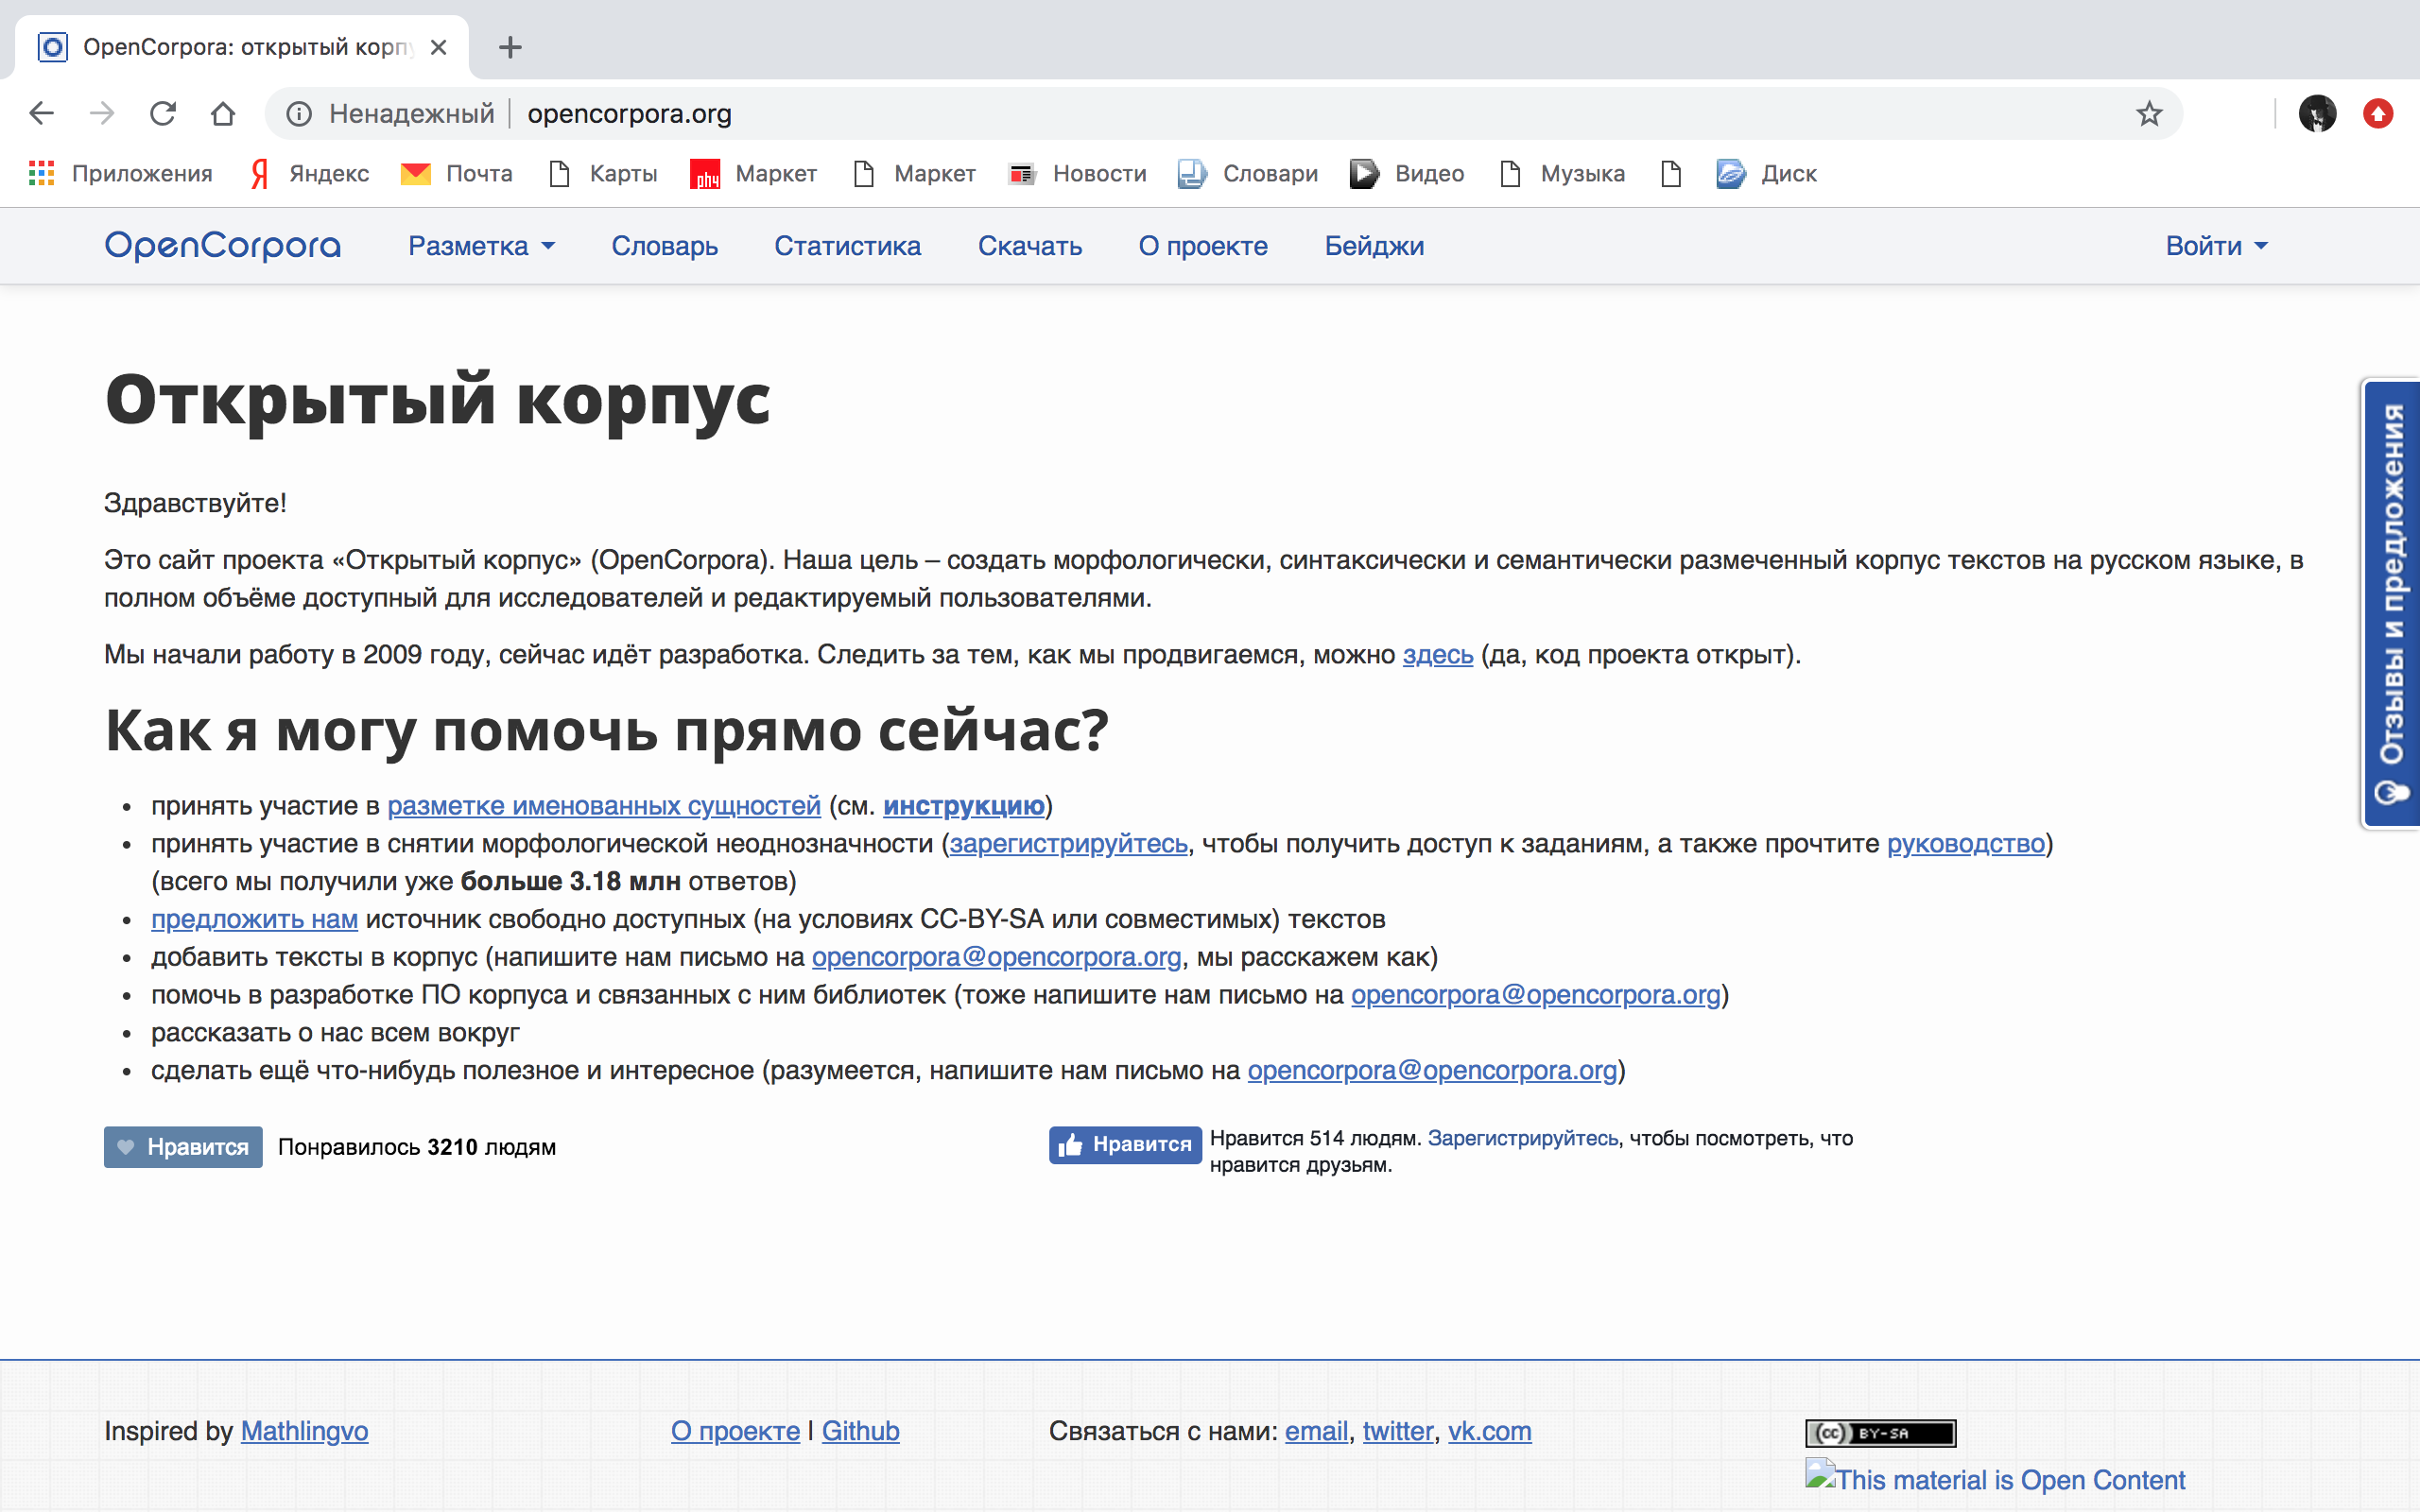 OpenCorpora: открытый корпу
Ненадежный opencorpora.org
Приложения Яндекс Почта Карты Маркет Маркет Новости Словари Видео Музыка Диск
OpenCorpora Разметка Словарь Статистика Скачать О проекте Бейджи Войти
Открытый корпус
Здравствуйте!
Это сайт проекта «Открытый корпус» (OpenCorpora). Наша цель – создать морфологически, синтаксически и семантически размеченный корпус текстов на русском языке, в
полном объёме доступный для исследователей и редактируемый пользователями.
Мы начали работу в 2009 году, сейчас идёт разработка. Следить за тем, как мы продвигаемся, можно здесь (да, код проекта открыт).
Как я могу помочь прямо сейчас?
• принять участие в разметке именованных сущностей (см. инструкцию)
• принять участие в снятии морфологической неоднозначности (зарегистрируйтесь, чтобы получить доступ к заданиям, а также прочтите руководство)
(всего мы получили уже больше 3.18 млн ответов)
• предложить нам источник свободно доступных (на условиях CC-BY-SA или совместимых) текстов
• добавить тексты в корпус (напишите нам письмо на opencorpora@opencorpora.org, мы расскажем как)
• помочь в разработке ПО корпуса и связанных с ним библиотек (тоже напишите нам письмо на opencorpora@opencorpora.org)
• рассказать о нас всем вокруг
• сделать ещё что-нибудь полезное и интересное (разумеется, напишите нам письмо на opencorpora@opencorpora.org)
Отзывы и предложения
Нравится Понравилось 3210 людям
Нравится Нравится 514 людям. Зарегистрируйтесь, чтобы посмотреть, что
нравится друзьям.
Inspired by Mathlingvo
О проекте | Github
Связаться с нами: email, twitter, vk.com
(cc) BY-SA
This material is Open Content